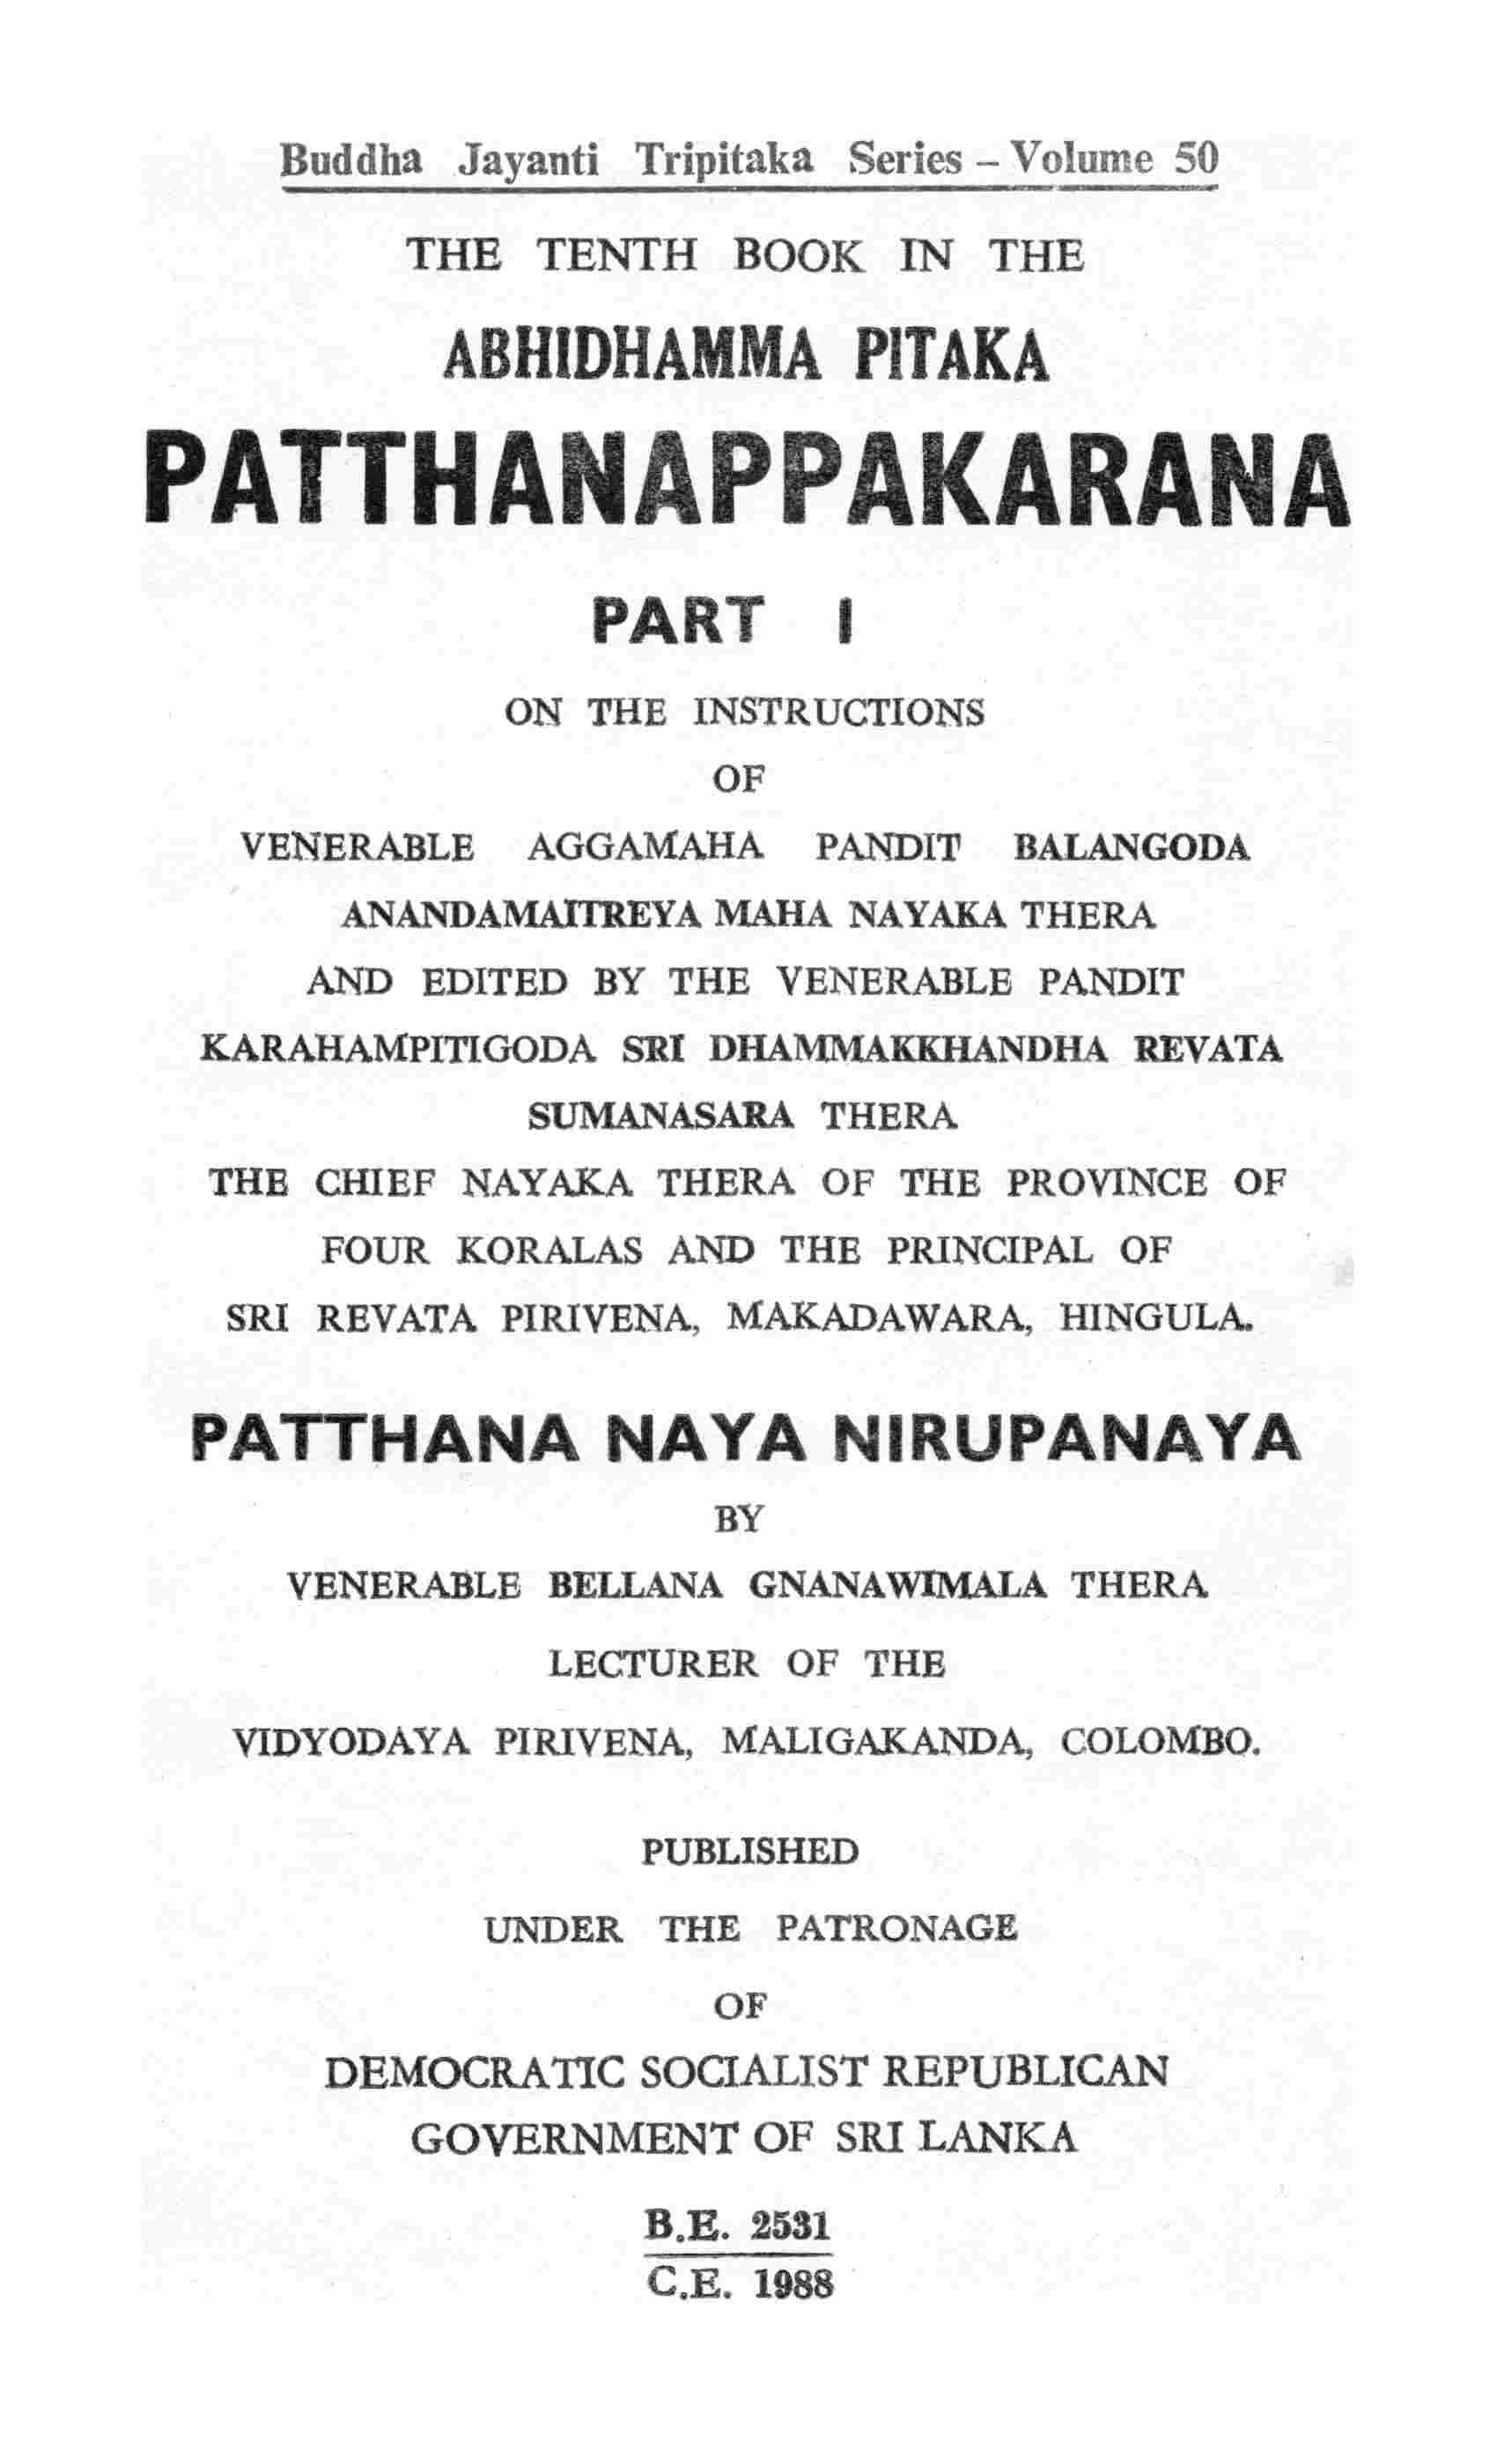 Buddha Jayanti Tripitaka Series – Volume 50
THE TENTH BOOK IN THE
ABHIDHAMMA PITAKA
PATTHANAPPAKARANA
PART I
ON THE INSTRUCTIONS
OF
VENERABLE AGGAMAHA PANDIT BALANGODA
ANANDAMAITREYA MAHA NAYAKA THERA
AND EDITED BY THE VENERABLE PANDIT
KARAHAMPITIGODA SRI DHAMMAKKHANDHA REVATA
SUMANASARA THERA
THE CHIEF NAYAKA THERA OF THE PROVINCE OF
FOUR KORALAS AND THE PRINCIPAL OF
SRI REVATA PIRIVENA, MAKADAWARA, HINGULA.
PATTHANA NAYA NIRUPANAYA
BY
VENERABLE BELLANA GNANAWIMALA THERA
LECTURER OF THE
VIDYODAYA PIRIVENA, MALIGAKANDA, COLOMBO.
PUBLISHED
UNDER THE PATRONAGE
OF
DEMOCRATIC SOCIALIST REPUBLICAN
GOVERNMENT OF SRI LANKA
B.E. 2531
C.E. 1988